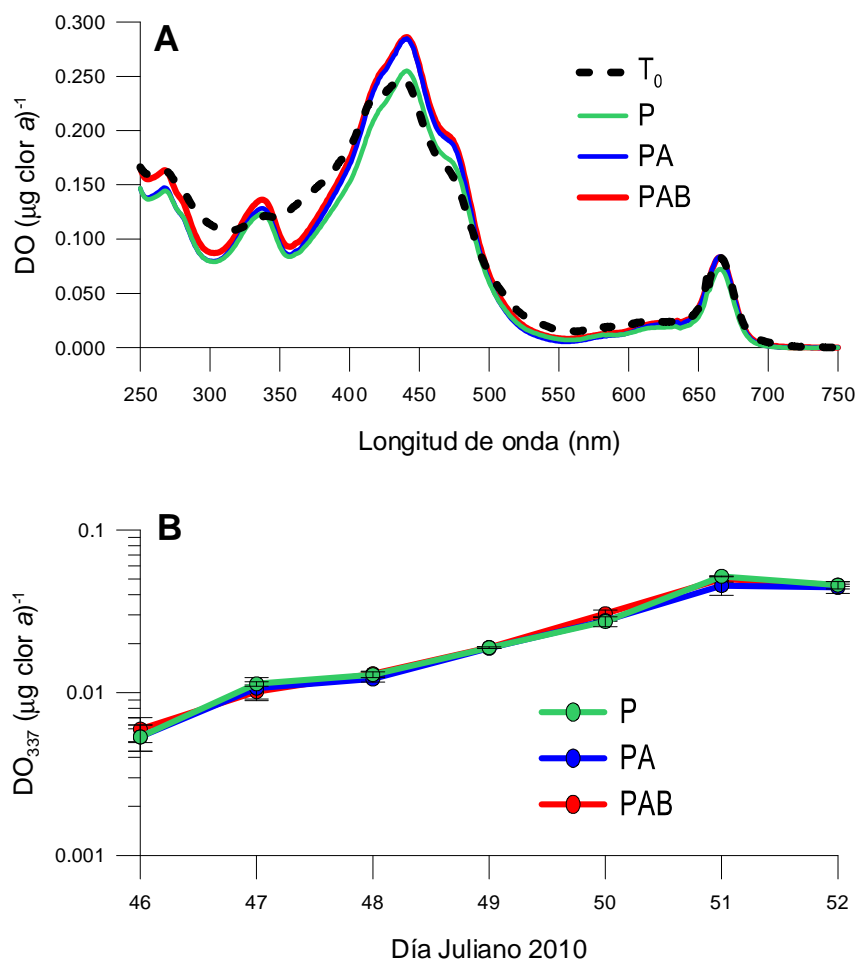 A
0.300
0.250
0.200
0.150
0.100
0.050
0.000
DO (µg clor a)-1
250 300 350 400 450 500 550 600 650 700 750
Longitud de onda (nm)
T0
P
PA
PAB
B
0.1
0.01
0.001
DO337 (µg clor a)-1
46 47 48 49 50 51 52
Día Juliano 2010
P
PA
PAB